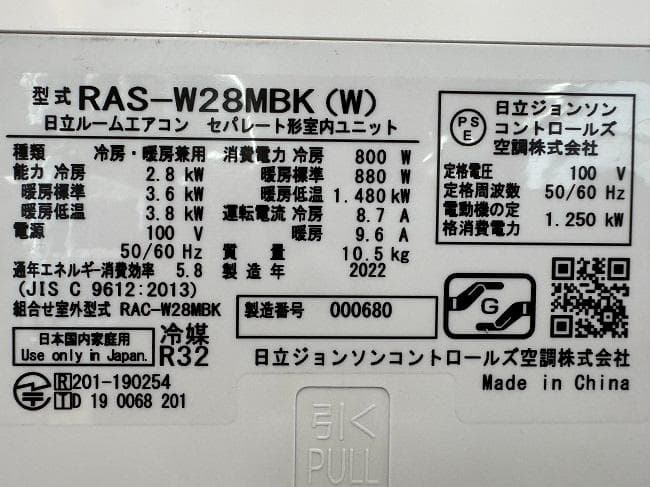 型式 RAS-W28MBK(W)
日立ルームエアコン セパレート形室内ユニット
種類 冷房・暖房兼用
能力 冷房 2.8 kW
暖房標準 3.6 kW
暖房低温 3.8 kW
電源 100 V
50/60 Hz
通年エネルギー消費効率 5.8
(JIS C 9612:2013)
組合せ室外型式 RAC-W28MBK
消費電力 冷房 800 W
暖房標準 880 W
暖房低温 1.480 kW
運転電流 冷房 8.7 A
暖房 9.6 A
質量 10.5 kg
製造年 2022
PS
E
日立ジョンソン
コントロールズ
空調株式会社
定格電圧 100 V
定格周波数 50/60 Hz
電動機の定
格消費電力 1.250 kW
製造番号 000680
G
日本国内家庭用
Use only in Japan.
冷媒
R32
日立ジョンソンコントロールズ空調株式会社
Made in China
R 201-190254
T D 19 0068 201
引く
PULL